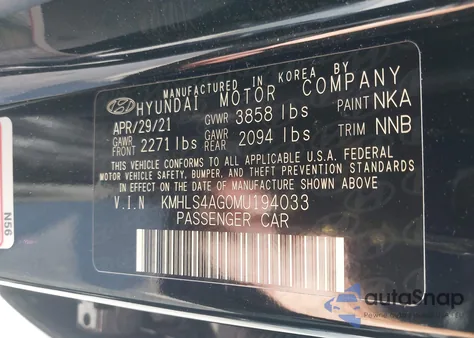 MANUFACTURED IN KOREA BY
HYUNDAI MOTOR COMPANY
APR/29/21 GVWR 3858 lbs PAINT NKA
GAWR FRONT 2271 lbs GAWR REAR 2094 lbs TRIM NNB
THIS VEHICLE CONFORMS TO ALL APPLICABLE U.S.A. FEDERAL
MOTOR VEHICLE SAFETY, BUMPER, AND THEFT PREVENTION STANDARDS
IN EFFECT ON THE DATE OF MANUFACTURE SHOWN ABOVE
V.I.N KMHLS4AG0MU194033
PASSENGER CAR
N56
autoSnap